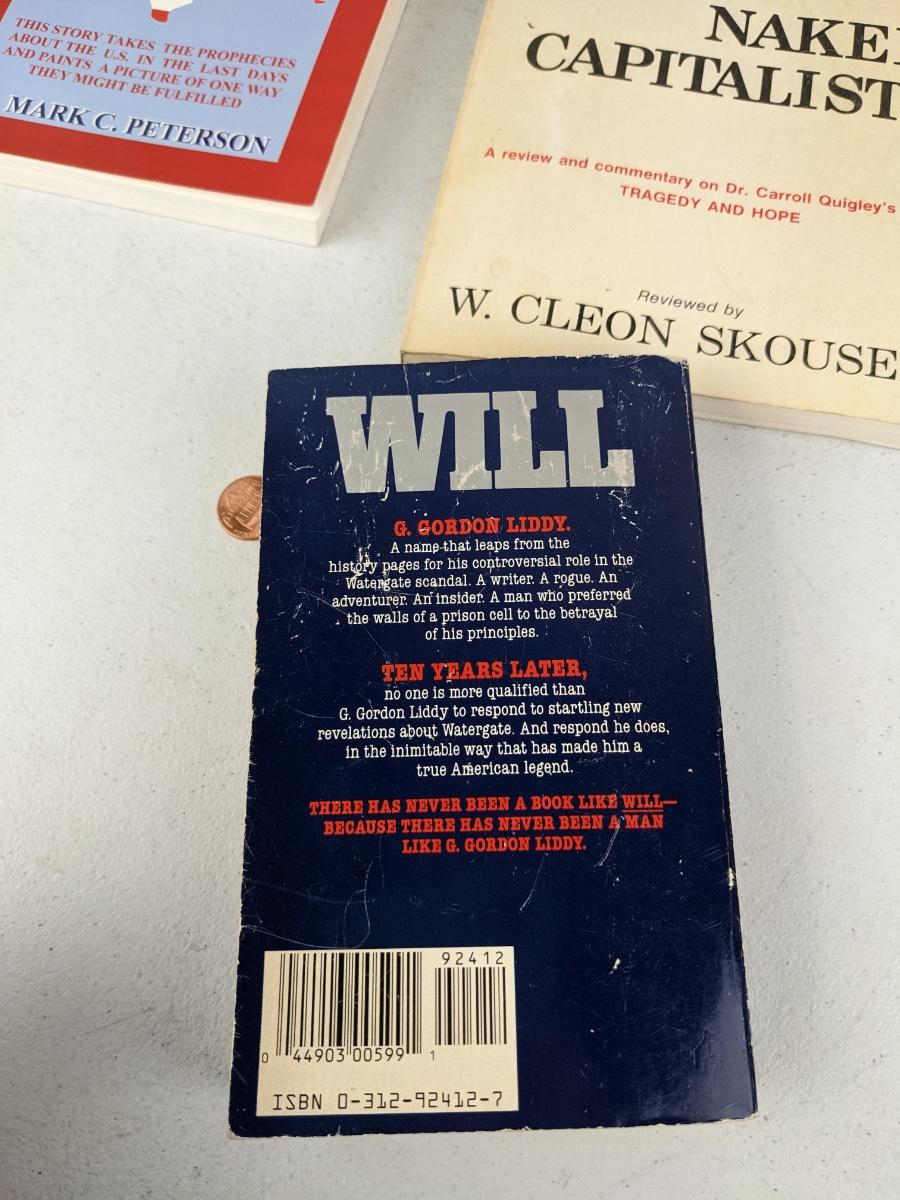 THIS STORY TAKES THE PROPHECIES
ABOUT THE U.S. IN THE LAST DAYS
AND PAINTS A PICTURE OF ONE WAY
THEY MIGHT BE FULFILLED
MARK C. PETERSON
NAKE
CAPITALIST
A review and commentary on Dr. Carroll Quigley's
TRAGEDY AND HOPE
Reviewed by
W. CLEON SKOUSE
WILL
G. GORDON LIDDY.
A name that leaps from the
history pages for his controversial role in the
Watergate scandal. A writer. A rogue. An
adventurer. An insider. A man who preferred
the walls of a prison cell to the betrayal
of his principles.
TEN YEARS LATER,
no one is more qualified than
G. Gordon Liddy to respond to startling new
revelations about Watergate. And respond he does,
in the inimitable way that has made him a
true American legend.
THERE HAS NEVER BEEN A BOOK LIKE WILL—
BECAUSE THERE HAS NEVER BEEN A MAN
LIKE G. GORDON LIDDY.
92412
0 44903 00599 1
ISBN 0-312-92412-7